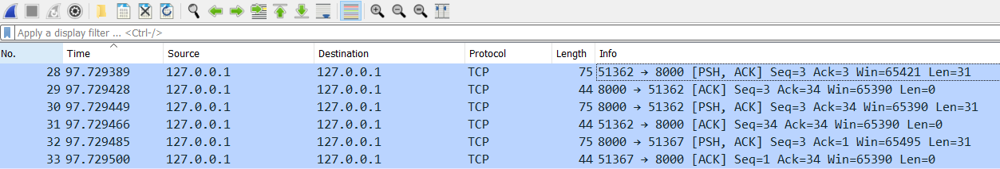 Apply a display filter ... <Ctrl-/>
No. Time Source Destination Protocol Length Info
28 97.729389 127.0.0.1 127.0.0.1 TCP 75 51362 → 8000 [PSH, ACK] Seq=3 Ack=3 Win=65421 Len=31
29 97.729428 127.0.0.1 127.0.0.1 TCP 44 8000 → 51362 [ACK] Seq=3 Ack=34 Win=65390 Len=0
30 97.729449 127.0.0.1 127.0.0.1 TCP 75 8000 → 51362 [PSH, ACK] Seq=3 Ack=34 Win=65390 Len=31
31 97.729466 127.0.0.1 127.0.0.1 TCP 44 51362 → 8000 [ACK] Seq=34 Ack=34 Win=65390 Len=0
32 97.729485 127.0.0.1 127.0.0.1 TCP 75 8000 → 51367 [PSH, ACK] Seq=3 Ack=1 Win=65495 Len=31
33 97.729500 127.0.0.1 127.0.0.1 TCP 44 51367 → 8000 [ACK] Seq=1 Ack=34 Win=65390 Len=0